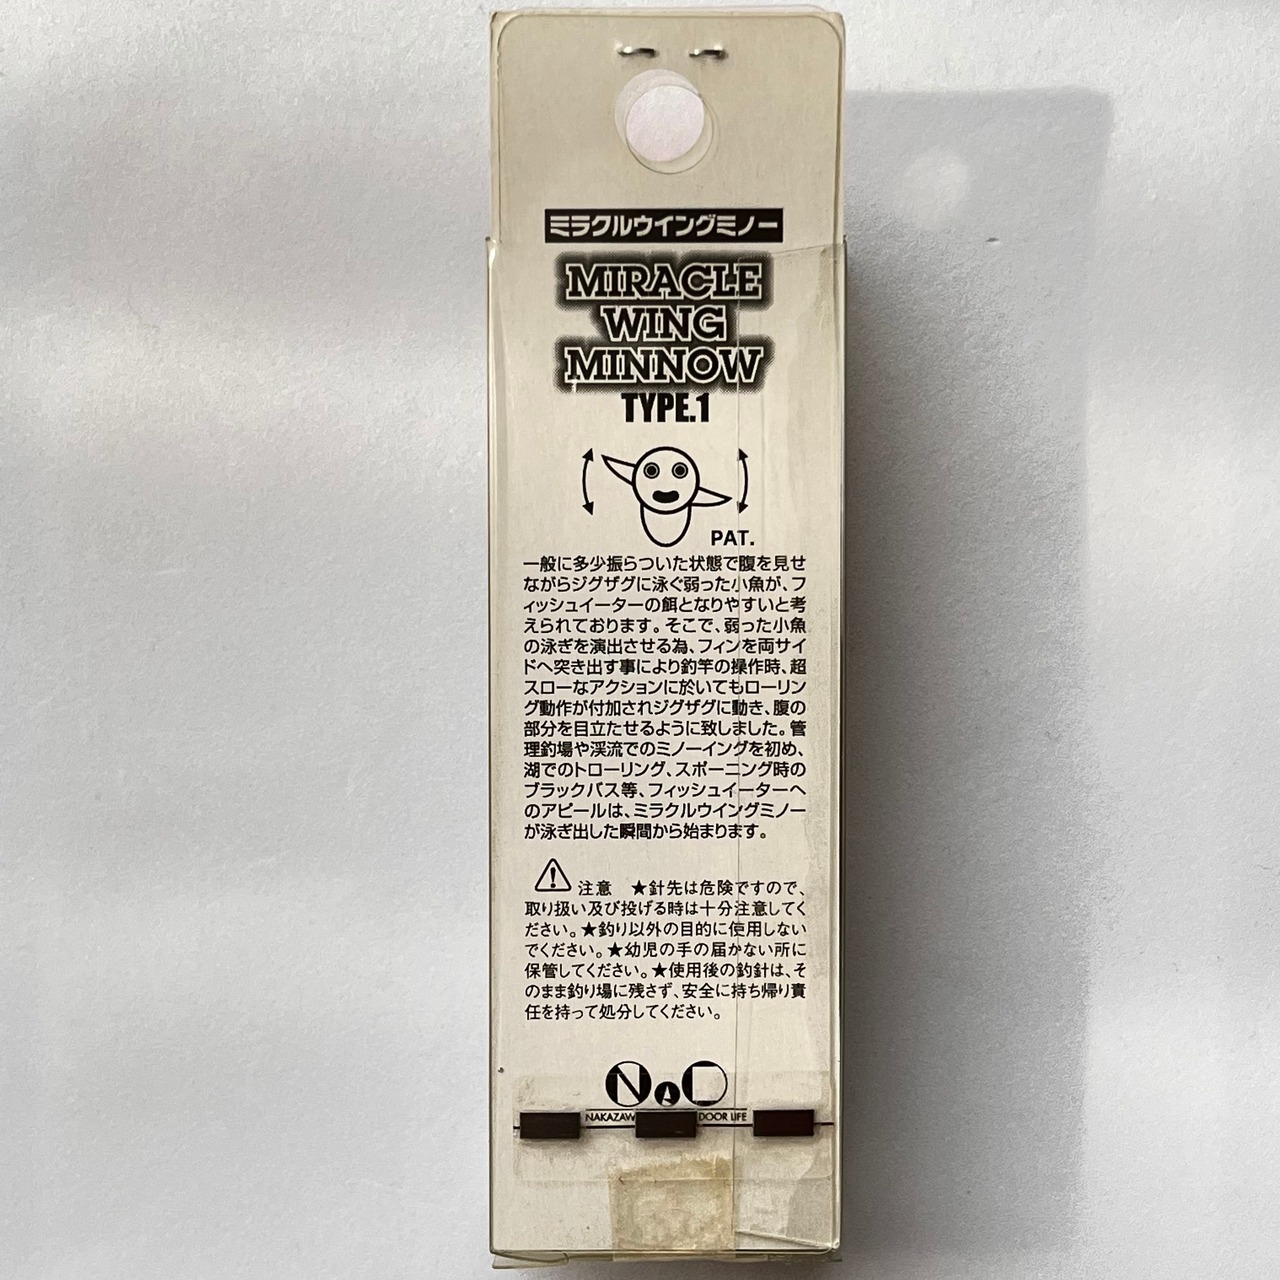 ミラクルウイングミノー
MIRACLE
WING
MINNOW
TYPE.1
PAT.
一般に多少振らついた状態で腹を見せ
ながらジグザグに泳ぐ弱った小魚が、フ
ィッシュイーターの餌となりやすいと考
えられております。そこで、弱った小魚
の泳ぎを演出させる為、フィンを両サイ
ドへ突き出す事により釣竿の操作時、超
スローなアクションに於いてもローリン
グ動作が付加されジグザグに動き、腹の
部分を目立たせるように致しました。管
理釣場や渓流でのミノーイングを初め、
湖でのトローリング、スポーニング時の
ブラックバス等、フィッシュイーターへ
のアピールは、ミラクルウイングミノー
が泳ぎ出した瞬間から始まります。
注意 ★針先は危険ですので、
取り扱い及び投げる時は十分注意してく
ださい。★釣り以外の目的に使用しない
でください。★幼児の手の届かない所に
保管してください。★使用後の釣針は、そ
のまま釣り場に残さず、安全に持ち帰り責
任を持って処分してください。
DOOR LIFE